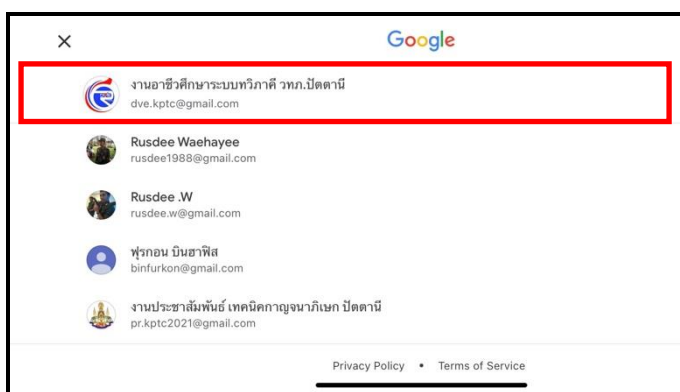 Google
งานอาชีวศึกษาระบบทวิภาคี วทภ.ปัตตานี
dve.kptc@gmail.com
Rusdee Waehayee
rusdee1988@gmail.com
Rusdee .W
rusdee.w@gmail.com
ฟุรกอน บินฮาฟิส
binfurkon@gmail.com
งานประชาสัมพันธ์ เทคนิคกาญจนาภิเษก ปัตตานี
pr.kptc2021@gmail.com
Privacy Policy • Terms of Service